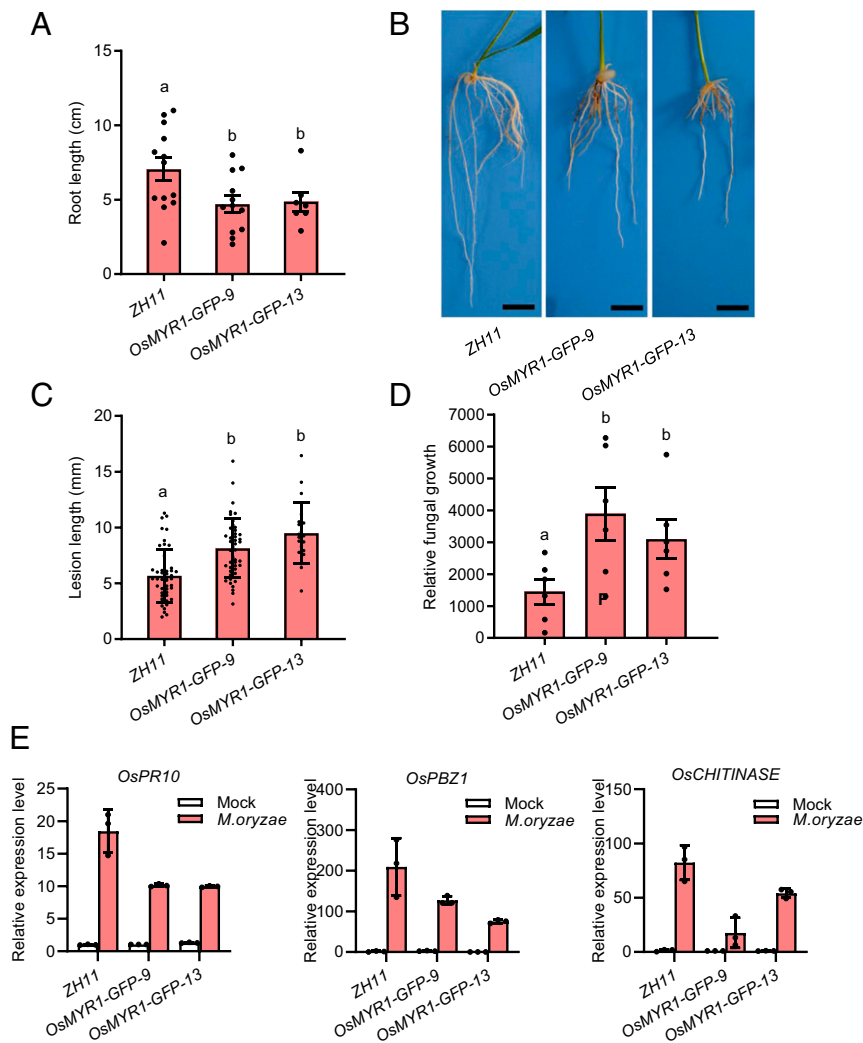 A
Root length (cm)
15
10
5
0
a
b
b
ZH11
OsMYR1-GFP-9
OsMYR1-GFP-13
B
ZH11
OsMYR1-GFP-9
OsMYR1-GFP-13
C
Lesion length (mm)
20
15
10
5
0
a
b
b
ZH11
OsMYR1-GFP-9
OsMYR1-GFP-13
D
Relative fungal growth
7000
6000
5000
4000
3000
2000
1000
0
a
b
b
P
ZH11
OsMYR1-GFP-9
OsMYR1-GFP-13
E
OsPR10
Relative expression level
25
20
15
10
5
0
Mock
M.oryzae
ZH11
OsMYR1-GFP-9
OsMYR1-GFP-13
OsPBZ1
Relative expression level
400
300
200
100
0
Mock
M.oryzae
ZH11
OsMYR1-GFP-9
OsMYR1-GFP-13
OsCHITINASE
Relative expression level
150
100
50
0
Mock
M.oryzae
ZH11
OsMYR1-GFP-9
OsMYR1-GFP-13